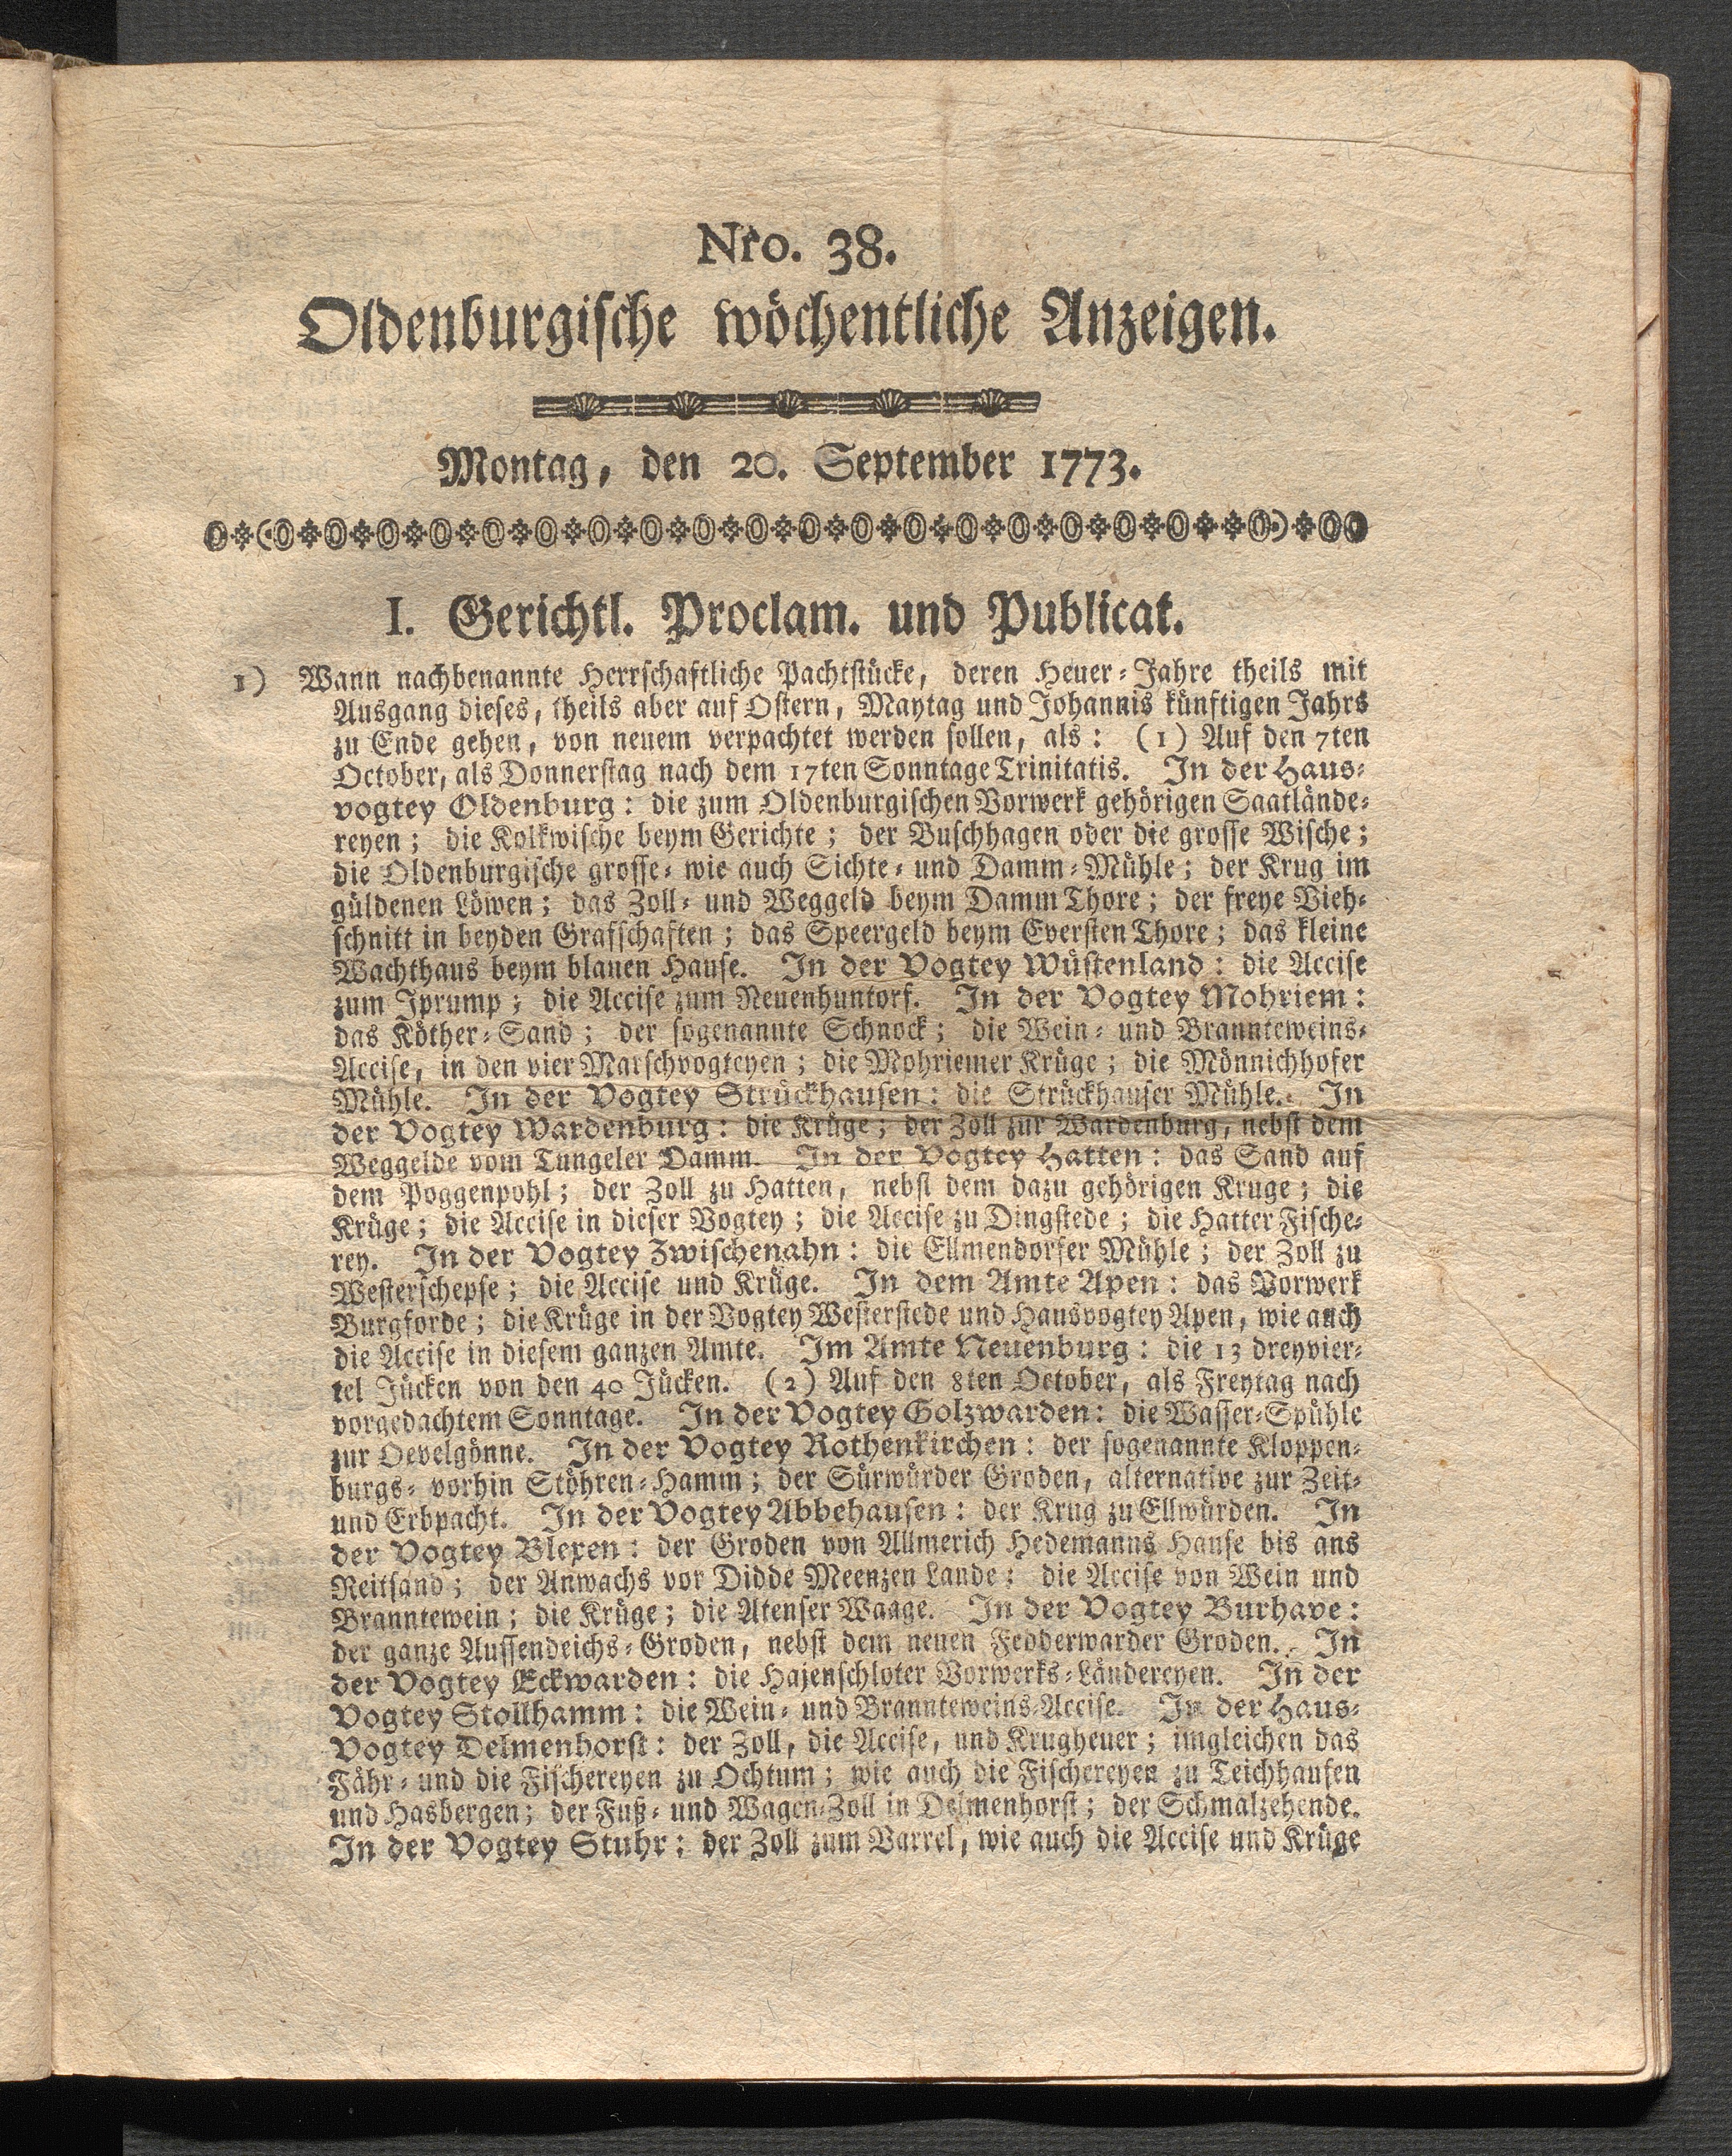 Nro. 38.
Oldenburgische wöchentliche Anzeigen.
Montag, den 20. September 1773.
I. Gerichtl. Proclam. und Publicat.
1) Wann nachbenannte Herrschaftliche Pachtstücke, deren Heuer-Jahre theils mit
Ausgang dieses, theils aber auf Ostern, Maytag und Johannis künftigen Jahrs
zu Ende gehen, von neuem verpachtet werden sollen, als: (1) Auf den 7ten
October, als Donnerstag nach dem 17ten Sonntage Trinitatis. In der Haus-
vogtey Oldenburg: die zum Oldenburgischen Vorwerk gehörigen Saatlände-
reyen; die Kolkwische beym Gerichte; der Buschhagen oder die grosse Wische;
die Oldenburgische grosse- wie auch Sichte- und Damm-Mühle; der Krug im
güldenen Löwen; das Zoll- und Weggeld beym Damm Thore; der freye Vieh-
schnitt in beyden Grafschaften; das Speergeld beym Eversten Thore; das kleine
Wachthaus beym blauen Hause. In der Vogtey Wüstenland: die Accise
zum Iprump; die Accise zum Neuenhuntorf. In der Vogtey Mohriem:
das Köther-Sand; der sogenannte Schnock; die Wein- und Brannteweins-
Accise, in den vier Marschvogteyen; die Mohriemer Krüge; die Mönnichhofer
Mühle. In der Vogtey Strückhausen: die Strückhauser Mühle. In
der Vogtey Wardenburg: die Krüge; der Zoll zur Wardenburg, nebst dem
Weggelde vom Tungeler Damm. In der Vogtey Hatten: das Sand auf
dem Poggenpohl; der Zoll zu Hatten, nebst dem dazu gehörigen Kruge; die
Krüge; die Accise in dieser Vogtey; die Accise zu Dingstede; die Hatter Fische-
rey. In der Vogtey Zwischenahn: die Ellmendorfer Mühle; der Zoll zu
Westerschepse; die Accise und Krüge. In dem Amte Apen: das Vorwerk
Burgforde; die Krüge in der Vogtey Westerstede und Hausvogtey Apen, wie auch
die Accise in diesem ganzen Amte. Im Amte Neuenburg: die 13 dreyvier-
tel Jücken von den 40 Jücken. (2) Auf den 8ten October, als Freytag nach
vorgedachtem Sonntage. In der Vogtey Golzwarden: die Wasser-Spühle
zur Oevelgönne. In der Vogtey Rothenkirchen: der sogenannte Kloppen-
burgs- vorhin Stöhren-Hamm; der Sürwürder Groden, alternative zur Zeit-
und Erbpacht. In der Vogtey Abbehausen: der Krug zu Ellwürden. In
der Vogtey Blexen: der Groden von Allmerich Hedemanns Hause bis ans
Reitsand; der Anwachs vor Didde Meenzen Lande; die Accise von Wein und
Branntewein; die Krüge; die Atenser Waage. In der Vogtey Burhave:
der ganze Aussendeichs-Groden, nebst dem neuen Fedderwarder Groden. In
der Vogtey Eckwarden: die Hajenschloter Vorwerks-Ländereyen. In der
Vogtey Stollhamm: die Wein- und Brannteweins-Accise. In der Haus-
Vogtey Delmenhorst: der Zoll, die Accise, und Krugheuer; imgleichen das
Fähr- und die Fischereyen zu Ochtum; wie auch die Fischereyen zu Teichhausen
und Hasbergen; der Fuß- und Wagen-Zoll in Delmenhorst; der Schmalzehende.
In der Vogtey Stuhr: der Zoll zum Varrel, wie auch die Accise und Krüge